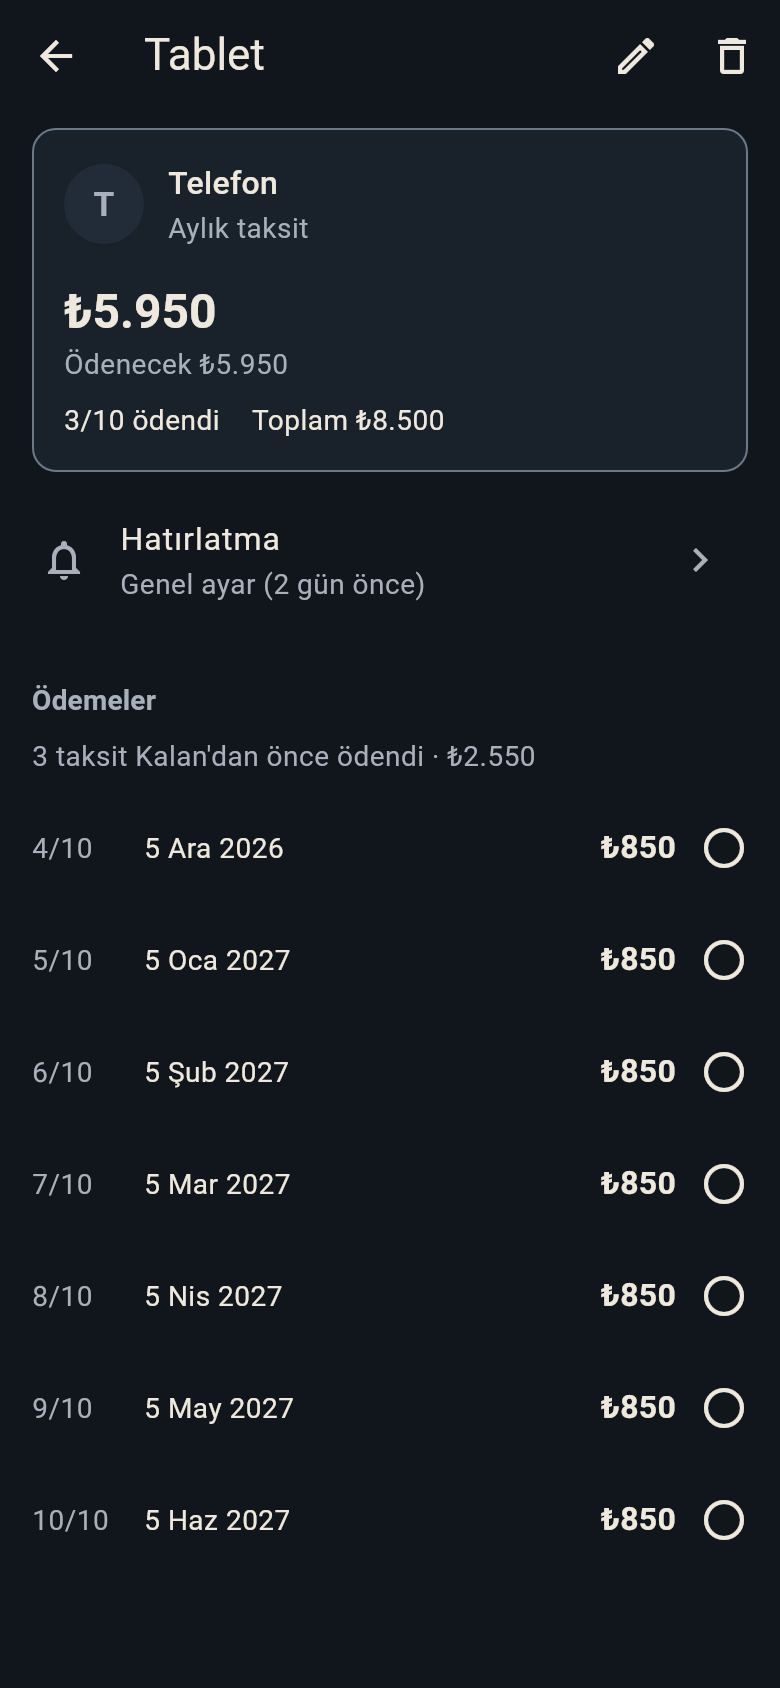 Tablet
T
Telefon
Aylık taksit
₺5.950
Ödenecek ₺5.950
3/10 ödendi Toplam ₺8.500
Hatırlatma
Genel ayar (2 gün önce)
Ödemeler
3 taksit Kalan'dan önce ödendi · ₺2.550
4/10 5 Ara 2026 ₺850
5/10 5 Oca 2027 ₺850
6/10 5 Şub 2027 ₺850
7/10 5 Mar 2027 ₺850
8/10 5 Nis 2027 ₺850
9/10 5 May 2027 ₺850
10/10 5 Haz 2027 ₺850